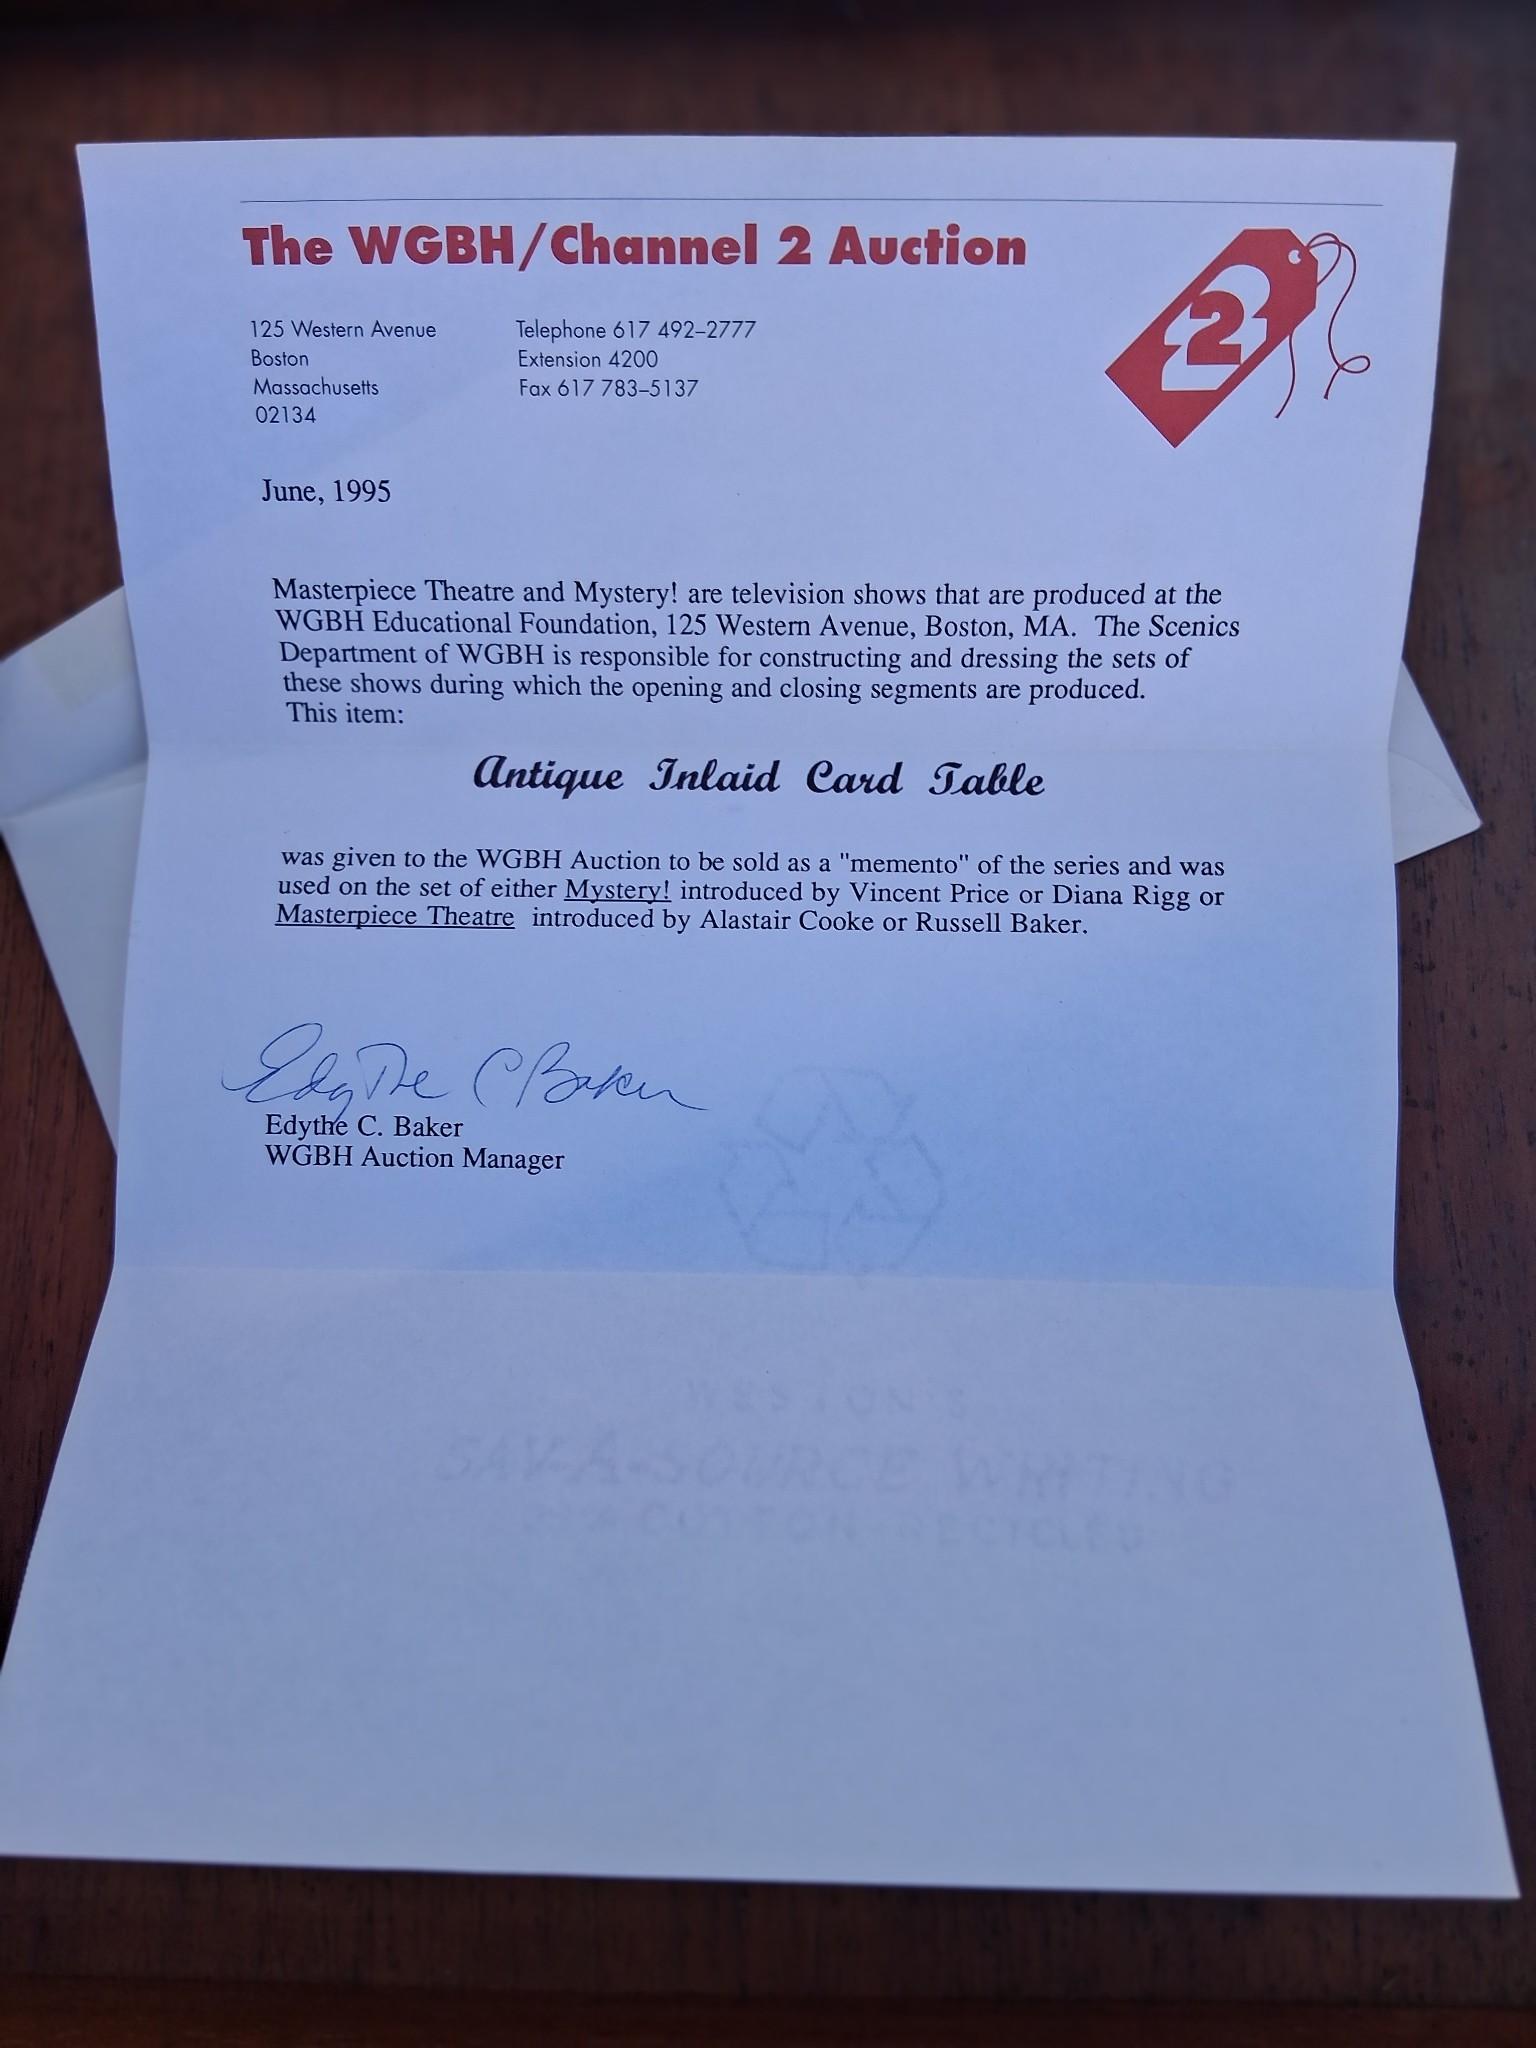 The WGBH/Channel 2 Auction
2
125 Western Avenue
Boston
Massachusetts
02134
Telephone 617 492–2777
Extension 4200
Fax 617 783–5137
June, 1995
Masterpiece Theatre and Mystery! are television shows that are produced at the
WGBH Educational Foundation, 125 Western Avenue, Boston, MA. The Scenics
Department of WGBH is responsible for constructing and dressing the sets of
these shows during which the opening and closing segments are produced.
This item:
Antique Inlaid Card Table
was given to the WGBH Auction to be sold as a "memento" of the series and was
used on the set of either Mystery! introduced by Vincent Price or Diana Rigg or
Masterpiece Theatre introduced by Alastair Cooke or Russell Baker.
Edythe C Baker
Edythe C. Baker
WGBH Auction Manager
WESTON'S
SAV-A-SOURCE WRITING
COTTON RECYCLED